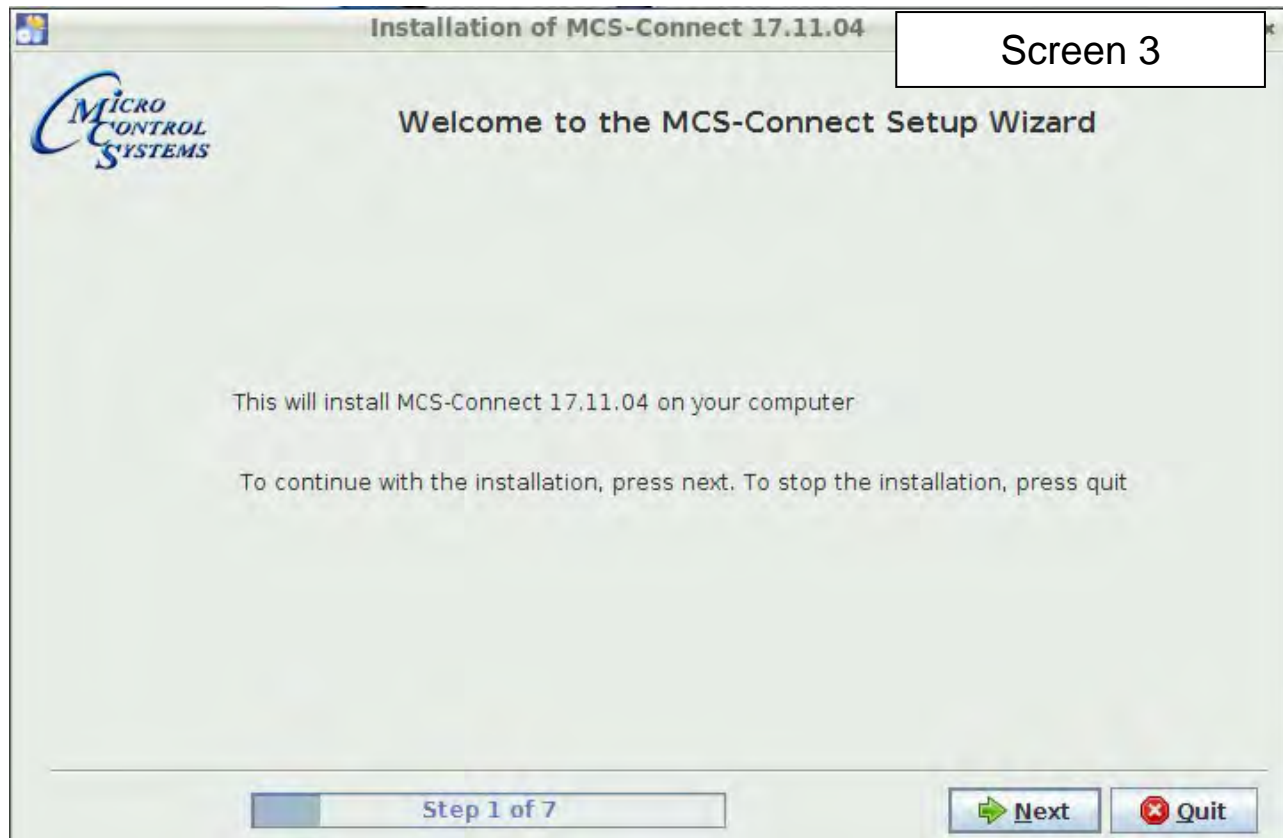 Installation of MCS-Connect 17.11.04
Screen 3
MICRO
CONTROL
SYSTEMS
Welcome to the MCS-Connect Setup Wizard
This will install MCS-Connect 17.11.04 on your computer
To continue with the installation, press next. To stop the installation, press quit
Step 1 of 7
Next
Quit